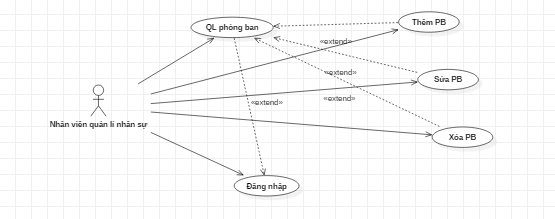 QL phòng ban
Thêm PB
«extend»
Sửa PB
«extend»
«extend»
«extend»
Nhân viên quản lí nhân sự
Xóa PB
Đăng nhập